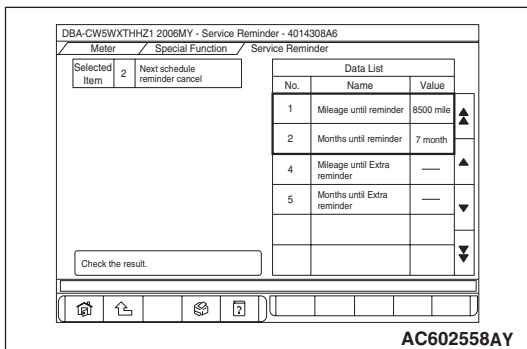 DBA-CW5WXTHHZ1 2006MY - Service Reminder - 4014308A6
Meter / Special Function / Service Reminder
Selected Item 2 Next schedule reminder cancel
Data List
No. Name Value
1 Mileage until reminder 8500 mile
2 Months until reminder 7 month
4 Mileage until Extra reminder —
5 Months until Extra reminder —
Check the result.
?
AC602558AY